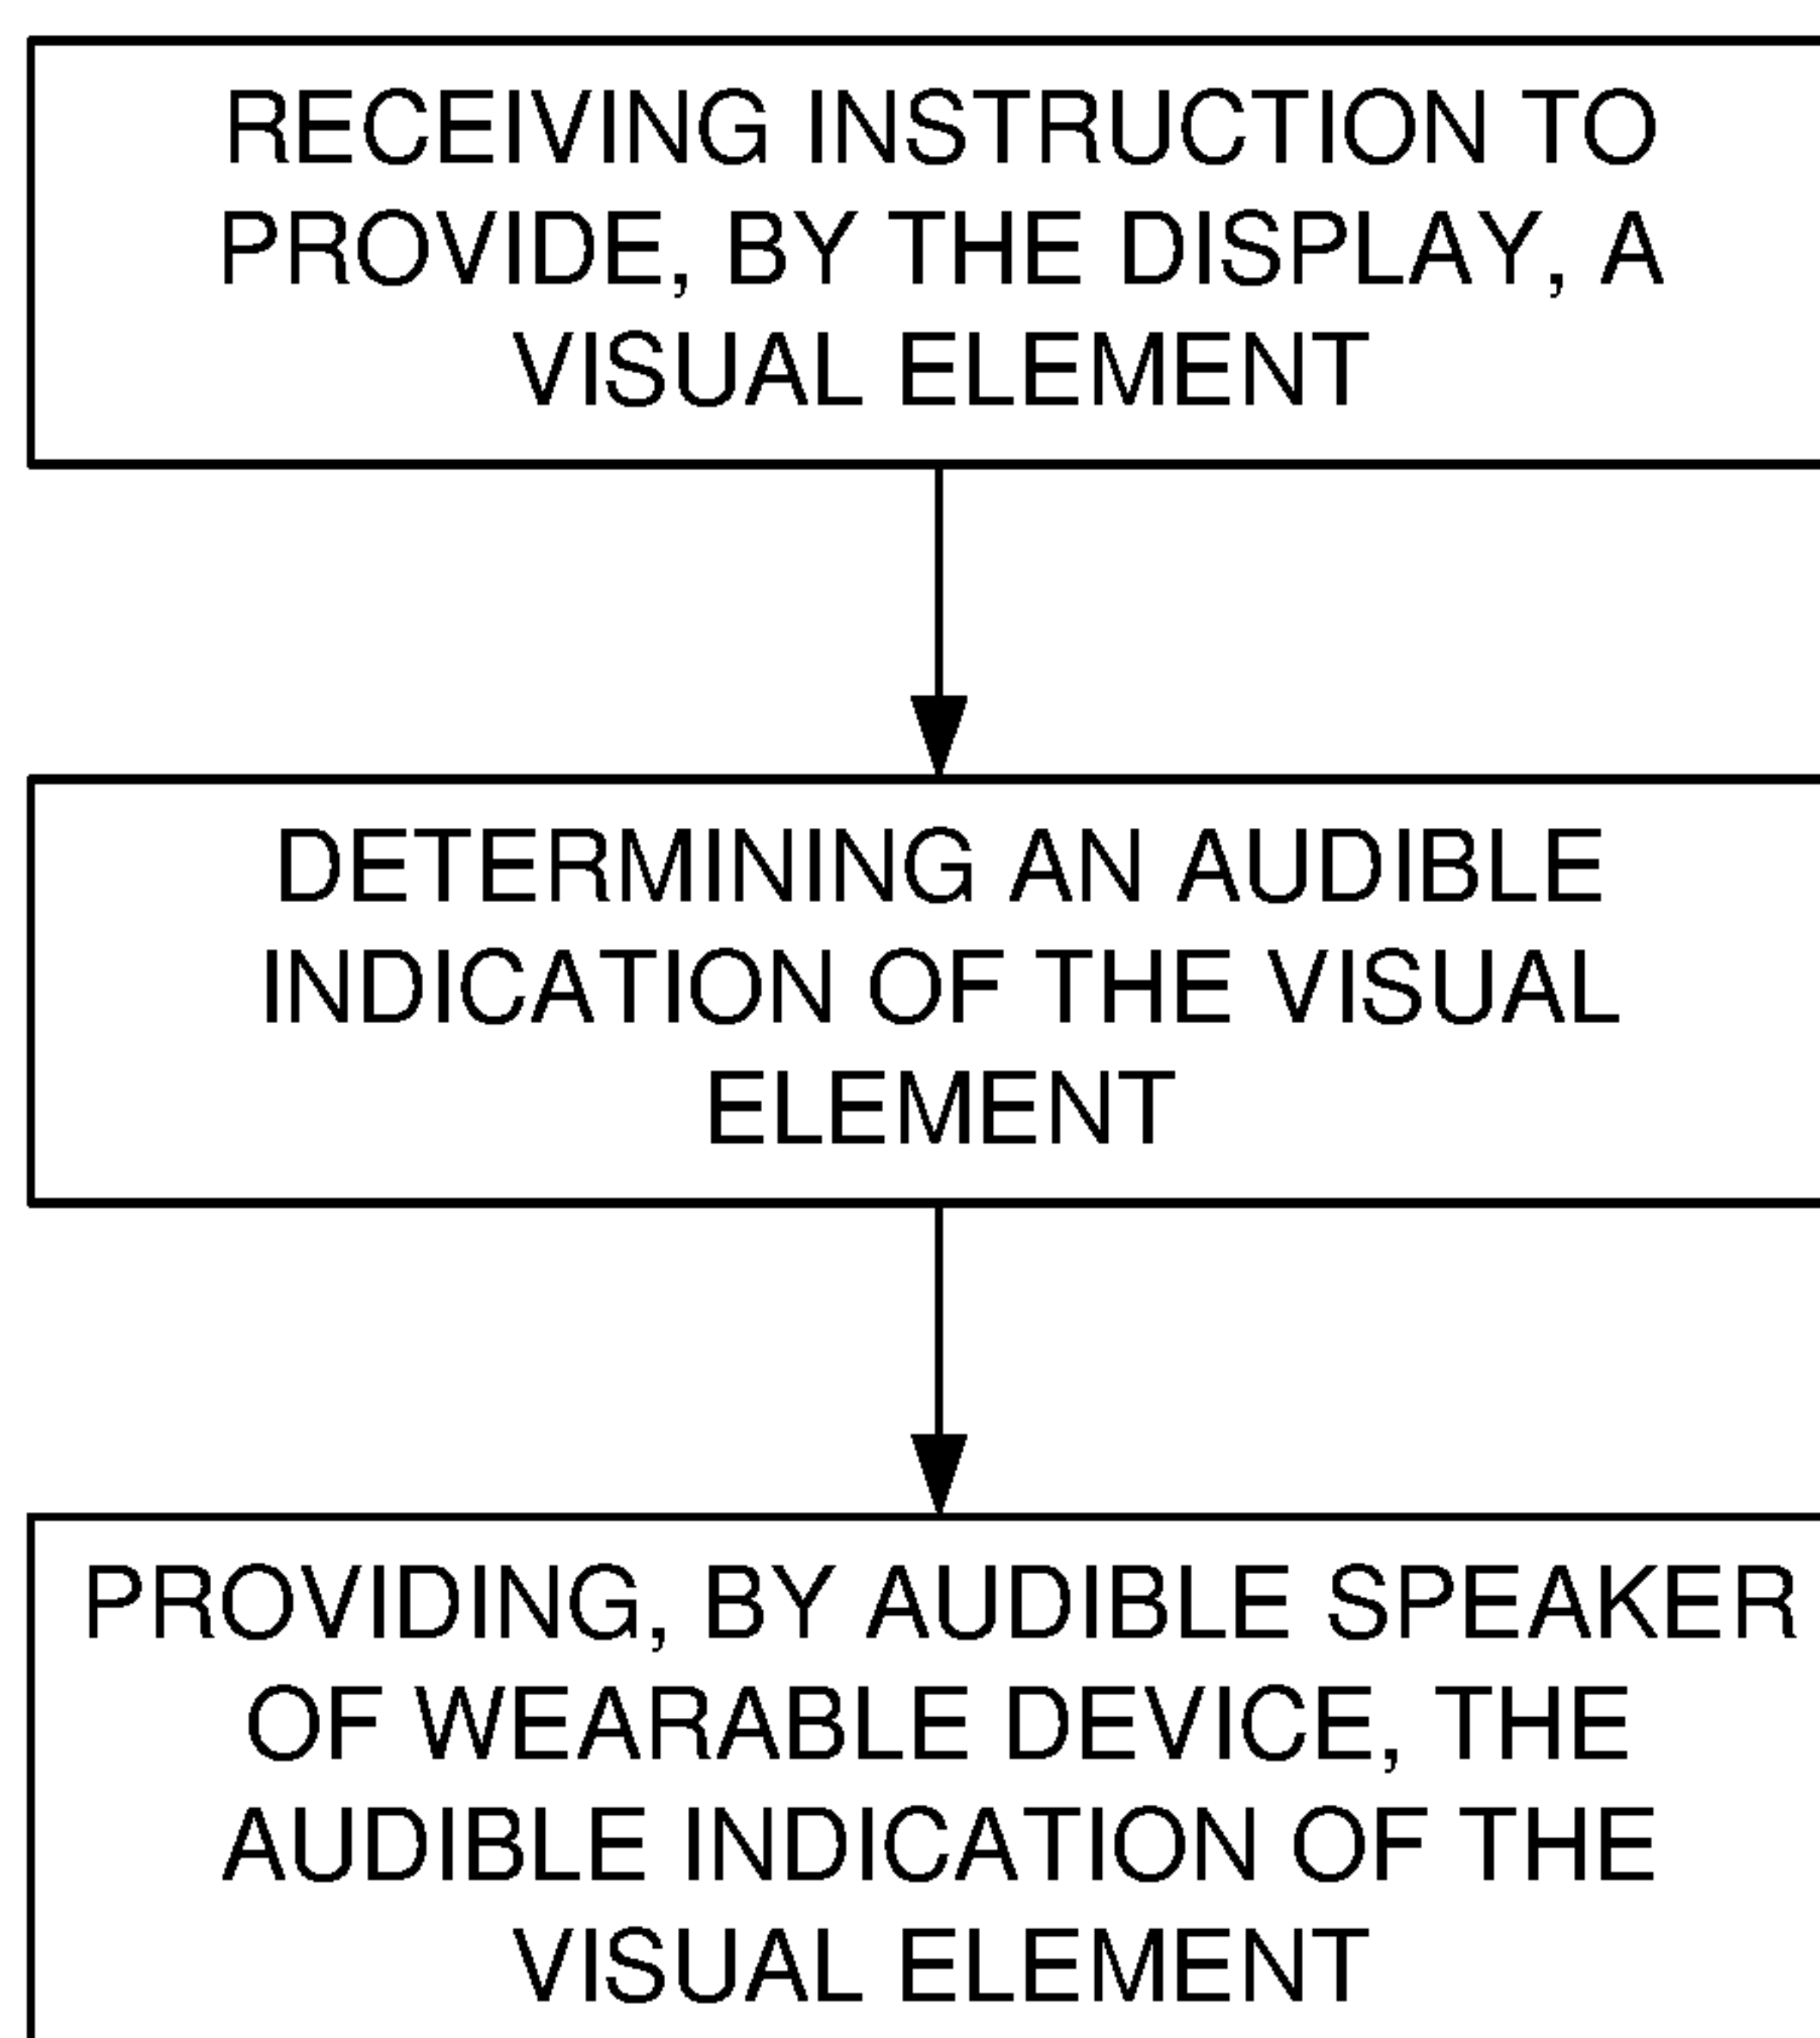 RECEIVING INSTRUCTION TO
PROVIDE, BY THE DISPLAY, A
VISUAL ELEMENT
DETERMINING AN AUDIBLE
INDICATION OF THE VISUAL
ELEMENT
PROVIDING, BY AUDIBLE SPEAKER
OF WEARABLE DEVICE, THE
AUDIBLE INDICATION OF THE
VISUAL ELEMENT